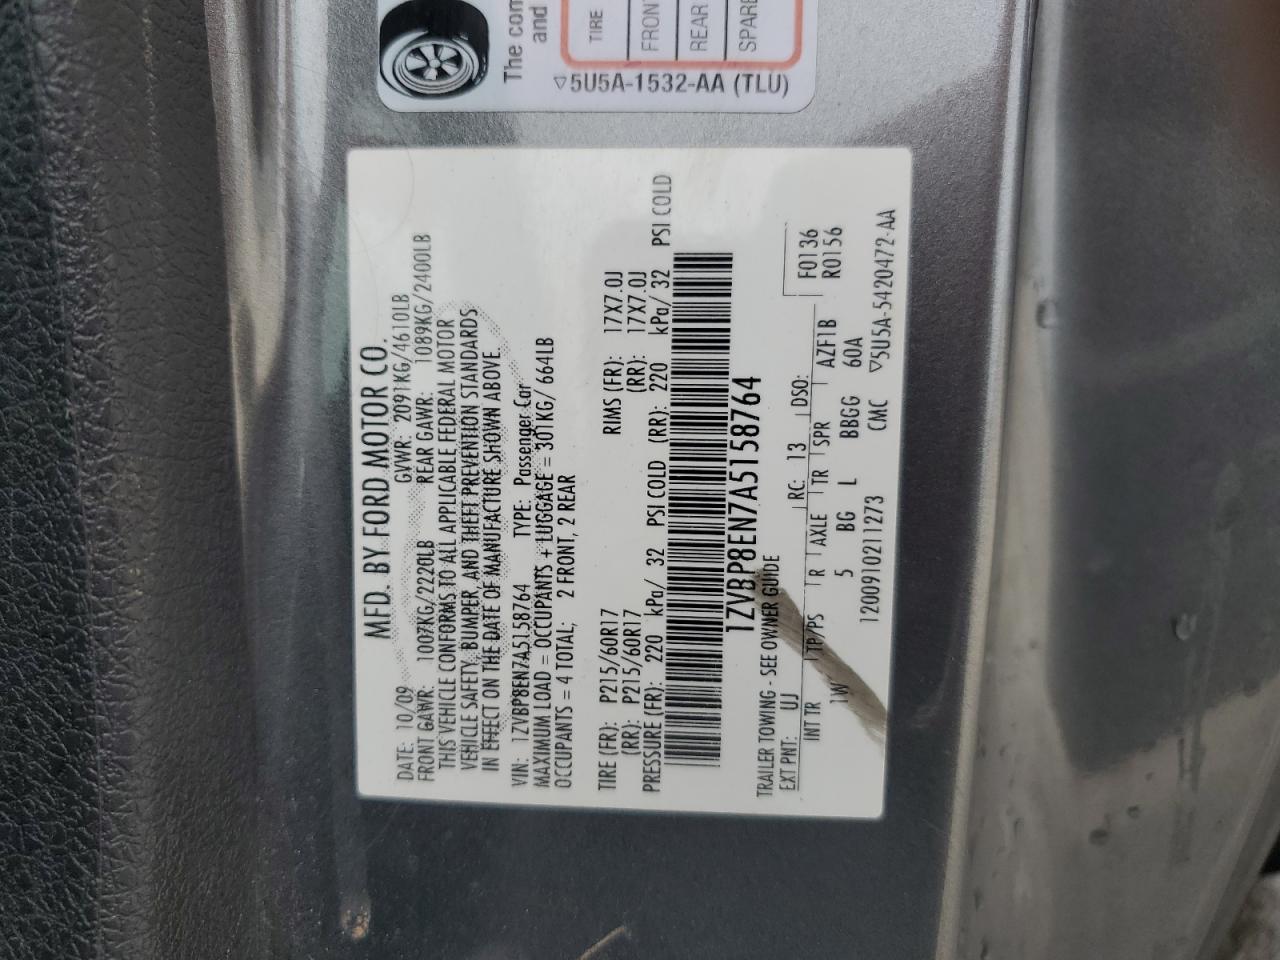 The com
and
TIRE
FRONT
REAR
SPARE
▽5U5A-1532-AA (TLU)
MFD. BY FORD MOTOR CO.
DATE: 10/09 GVWR: 2091KG/4610LB
FRONT GAWR: 1007KG/2220LB REAR GAWR: 1089KG/2400LB
THIS VEHICLE CONFORMS TO ALL APPLICABLE FEDERAL MOTOR
VEHICLE SAFETY, BUMPER, AND THEFT PREVENTION STANDARDS
IN EFFECT ON THE DATE OF MANUFACTURE SHOWN ABOVE.
VIN: 1ZVBP8EN7A5158764 TYPE: Passenger Car
MAXIMUM LOAD = OCCUPANTS + LUGGAGE = 301KG/ 664LB
OCCUPANTS = 4 TOTAL; 2 FRONT, 2 REAR
TIRE (FR): P215/60R17 RIMS (FR): 17X7.0J
(RR): P215/60R17 (RR): 17X7.0J
PRESSURE (FR): 220 kPa/ 32 PSI COLD (RR): 220 kPa/ 32 PSI COLD
1ZVBP8EN7A5158764
TRAILER TOWING - SEE OWNER GUIDE
EXT PNT: UJ RC: 13 DSO: F0136
INT TR TP/PS R AXLE TR SPR AZF1B R0156
1W 5 BG L BBGG 60A
120091021 1273 CMC ▽5U5A-5420472-AA